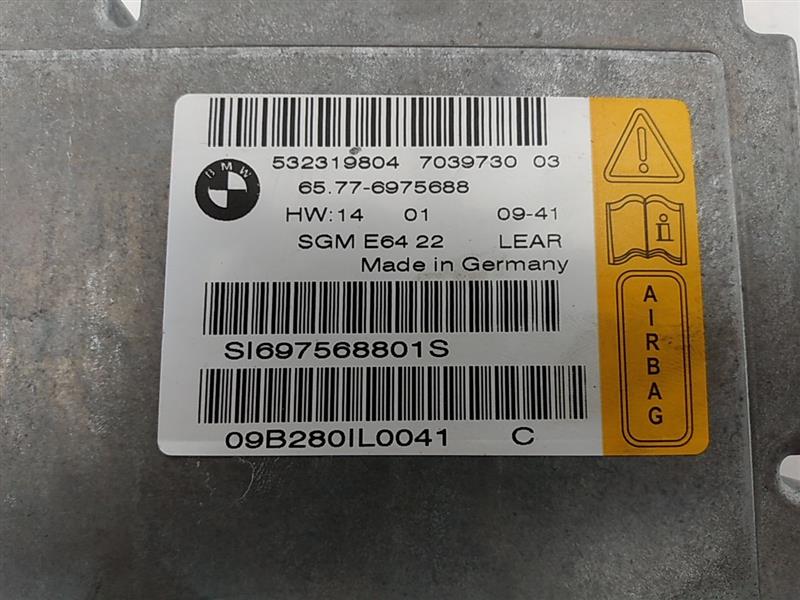 532319804 7039730 03
BMW
65.77-6975688
HW:14 01 09-41
SGM E64 22 LEAR
Made in Germany
SI697568801S
09B280IL0041 C
i
AIRBAG